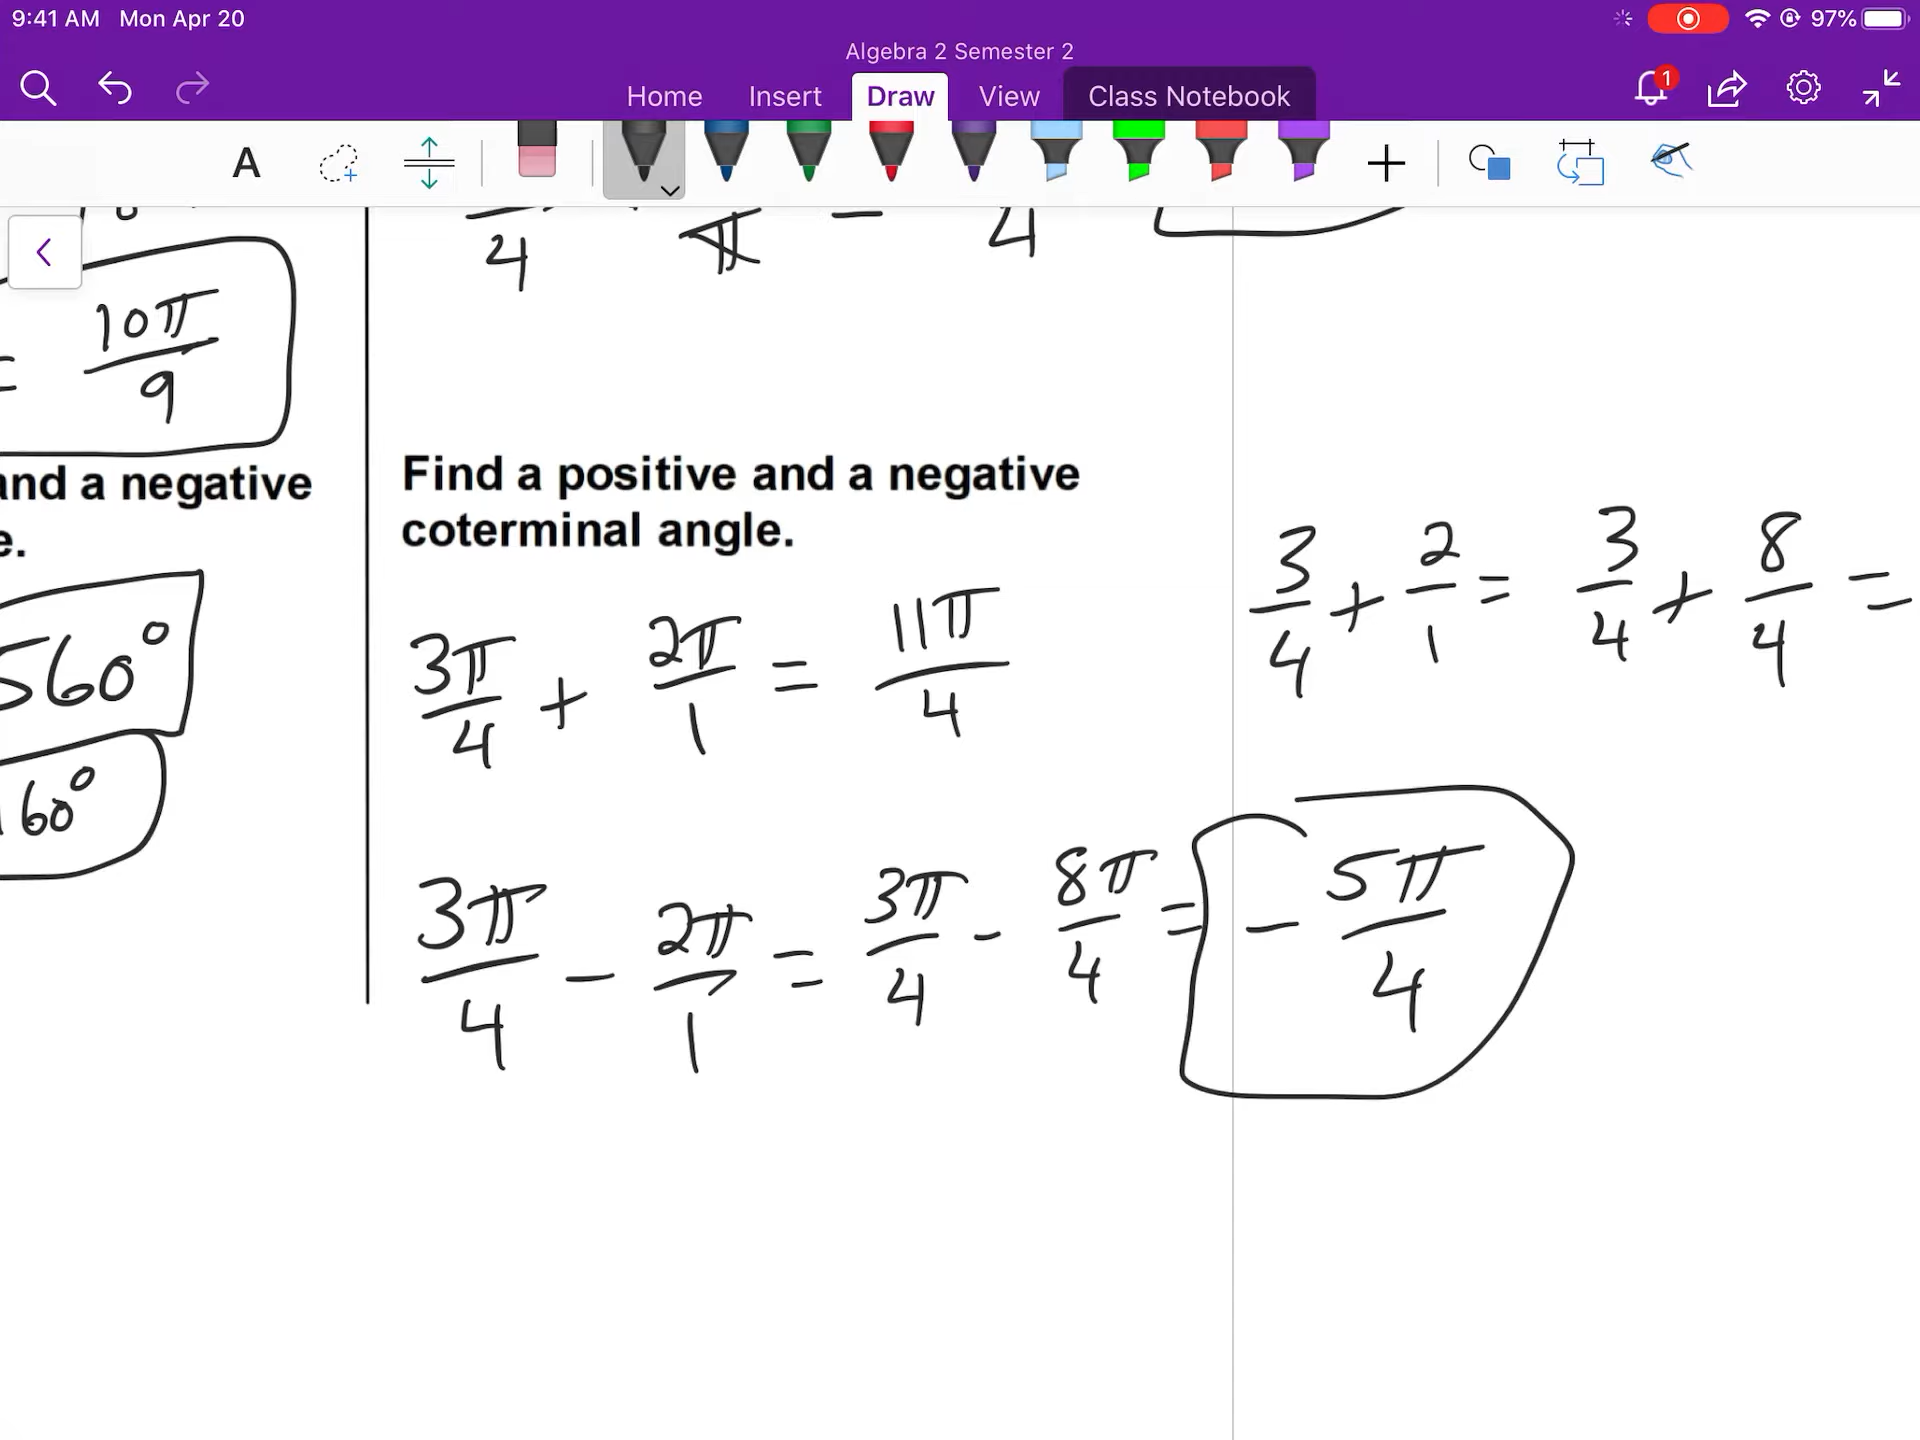 9:41 AM Mon Apr 20
97%
Algebra 2 Semester 2
Home Insert Draw View Class Notebook
1
A
4 π = 4
= 10π/9
and a negative
e.
560°
160°
Find a positive and a negative
coterminal angle.
3π/4 + 2π/1 = 11π/4
3/4 + 2/1 = 3/4 + 8/4 =
3π/4 - 2π/1 = 3π/4 - 8π/4 = - 5π/4